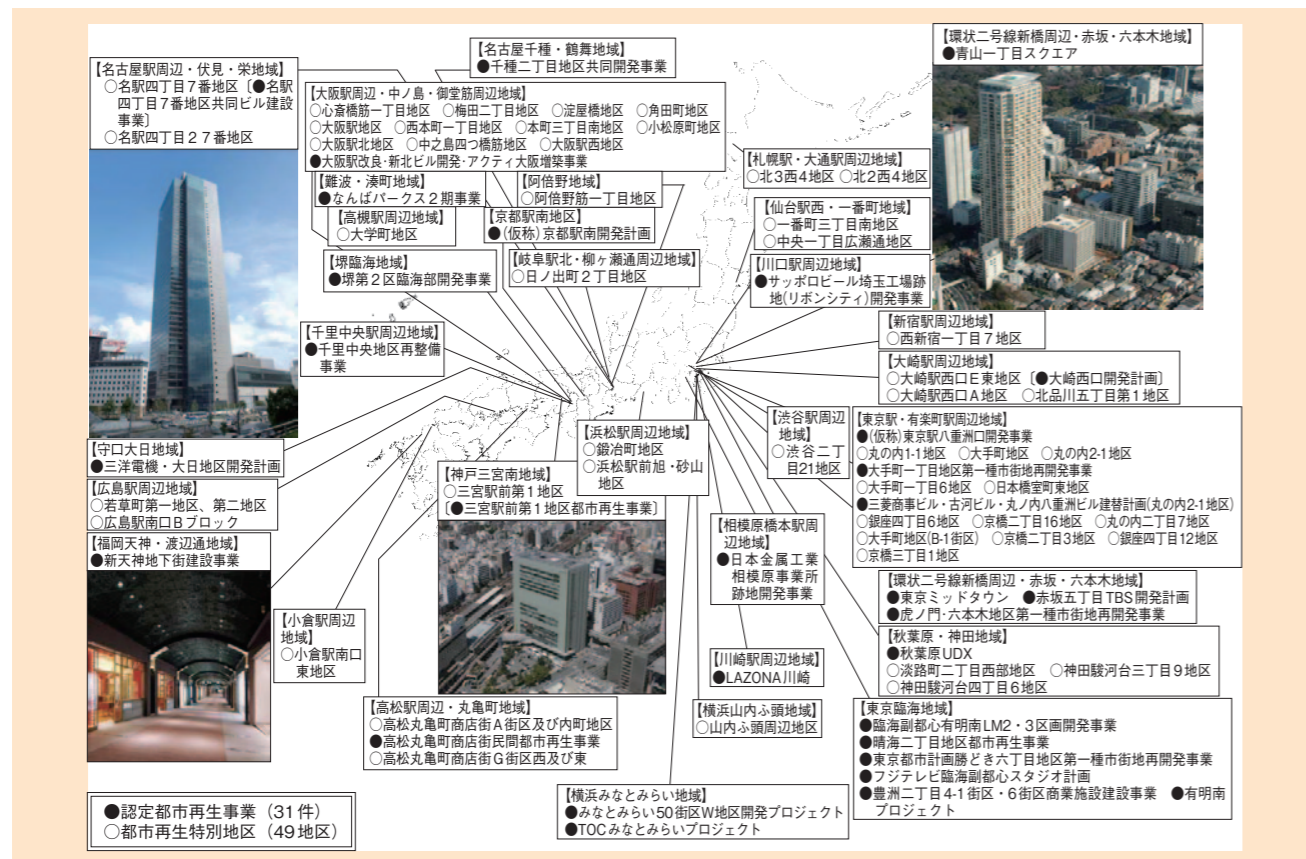 【名古屋駅周辺・伏見・栄地域】
○名駅四丁目7番地区〔●名駅
四丁目7番地区共同ビル建設
事業〕
○名駅四丁目27番地区
【名古屋千種・鶴舞地域】
●千種二丁目地区共同開発事業
【大阪駅周辺・中ノ島・御堂筋周辺地域】
○心斎橋筋一丁目地区 ○梅田二丁目地区 ○淀屋橋地区 ○角田町地区
○大阪駅地区 ○西本町一丁目地区 ○本町三丁目南地区 ○小松原町地区
○大阪駅北地区 ○中之島四つ橋筋地区 ○大阪駅西地区
●大阪駅改良・新北ビル開発・アクティ大阪増築事業
【環状二号線新橋周辺・赤坂・六本木地域】
●青山一丁目スクエア
【難波・湊町地域】
●なんばパークス2期事業
【阿倍野地域】
○阿倍野筋一丁目地区
【札幌駅・大通駅周辺地域】
○北3西4地区 ○北2西4地区
【高槻駅周辺地域】
○大学町地区
【京都駅南地区】
●(仮称)京都駅南開発計画
【仙台駅西・一番町地域】
○一番町三丁目南地区
○中央一丁目広瀬通地区
【堺臨海地域】
●堺第2区臨海部開発事業
【岐阜駅北・柳ヶ瀬通周辺地域】
○日ノ出町2丁目地区
【川口駅周辺地域】
●サッポロビール埼玉工場跡
地(リボンシティ)開発事業
【千里中央駅周辺地域】
●千里中央地区再整備
事業
【新宿駅周辺地域】
○西新宿一丁目7地区
【大崎駅周辺地域】
○大崎駅西口E東地区〔●大崎西口開発計画〕
○大崎駅西口A地区 ○北品川五丁目第1地区
【守口大日地域】
●三洋電機・大日地区開発計画
【広島駅周辺地域】
○若草町第一地区、第二地区
○広島駅南口Bブロック
【福岡天神・渡辺通地域】
●新天神地下街建設事業
【神戸三宮南地域】
○三宮駅前第1地区
〔●三宮駅前第1地区都市再生事業〕
【浜松駅周辺地域】
○鍛冶町地区
○浜松駅前旭・砂山
地区
【渋谷駅周辺
地域】
○渋谷二丁
目21地区
【東京駅・有楽町駅周辺地域】
●(仮称)東京駅八重洲口開発事業
○丸の内1-1地区 ○大手町地区 ○丸の内2-1地区
●大手町一丁目地区第一種市街地再開発事業
○大手町一丁目6地区 ○日本橋室町東地区
●三菱商事ビル・古河ビル・丸ノ内八重洲ビル建替計画(丸の内2-1地区)
○銀座四丁目6地区 ○京橋二丁目16地区 ○丸の内二丁目7地区
○大手町地区(B-1街区) ○京橋二丁目3地区 ○銀座四丁目12地区
○京橋三丁目1地区
【相模原橋本駅周
辺地域】
●日本金属工業
相模原事業所
跡地開発事業
【環状二号線新橋周辺・赤坂・六本木地域】
●東京ミッドタウン ●赤坂五丁目TBS開発計画
●虎ノ門・六本木地区第一種市街地再開発事業
【小倉駅周辺
地域】
○小倉駅南口
東地区
【秋葉原・神田地域】
●秋葉原UDX
○淡路町二丁目西部地区 ○神田駿河台三丁目9地区
○神田駿河台四丁目6地区
【川崎駅周辺地域】
●LAZONA川崎
【高松駅周辺・丸亀町地域】
○高松丸亀町商店街A街区及び内町地区
●高松丸亀町商店街民間都市再生事業
○高松丸亀町商店街G街区西及び東
【横浜山内ふ頭地域】
○山内ふ頭周辺地区
【東京臨海地域】
●臨海副都心有明南LM2・3区画開発事業
●晴海二丁目地区都市再生事業
●東京都市計画勝どき六丁目地区第一種市街地再開発事業
●フジテレビ臨海副都心スタジオ計画
●豊洲二丁目4-1街区・6街区商業施設建設事業 ●有明南
プロジェクト
【横浜みなとみらい地域】
●みなとみらい50街区W地区開発プロジェクト
●TOCみなとみらいプロジェクト
●認定都市再生事業(31件)
○都市再生特別地区(49地区)